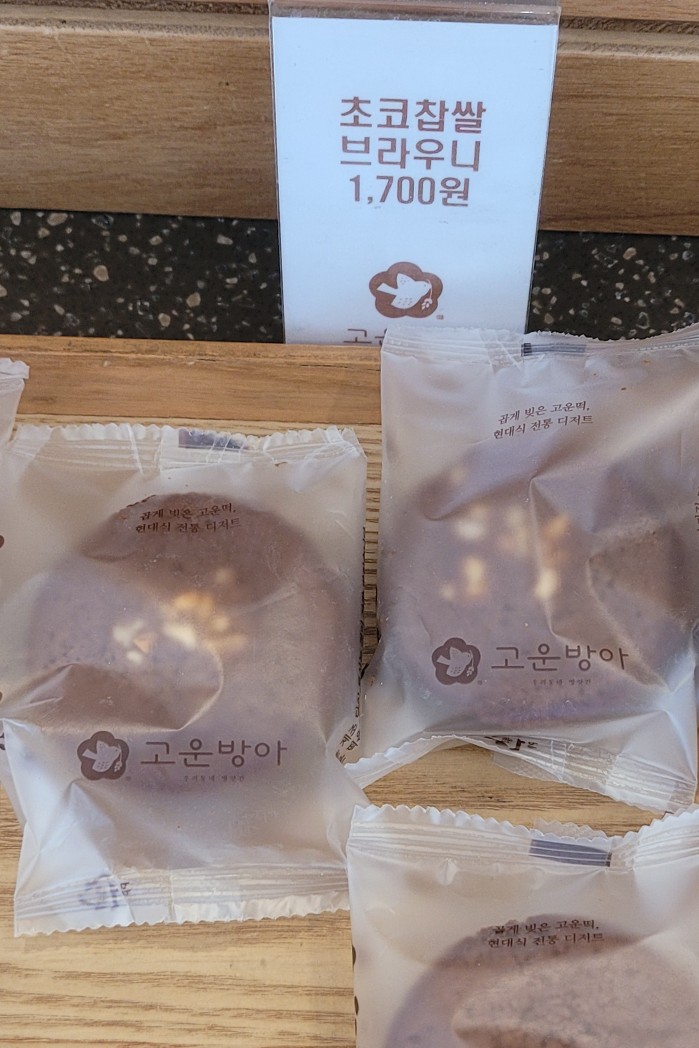 초코찹쌀
브라우니
1,700원
곱게 빚은 고운떡,
현대식 전통 디저트
고운방아
곱게 빚은 고운떡,
현대식 전통 디저트
고운방아
곱게 빚은 고운떡,
현대식 전통 디저트